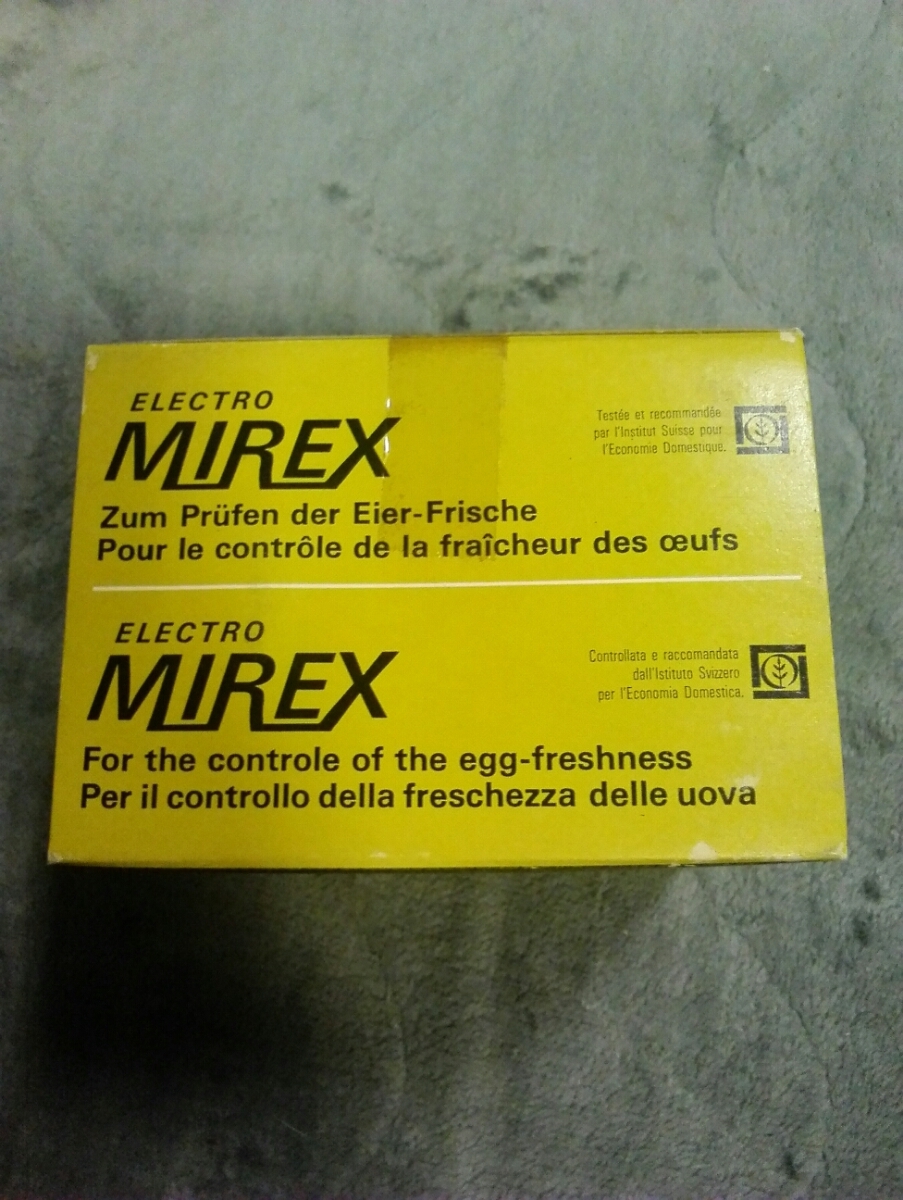 ELECTRO
MIREX
Testée et recommandée
par l'Institut Suisse pour
l'Economie Domestique.
Zum Prüfen der Eier-Frische
Pour le contrôle de la fraîcheur des œufs
ELECTRO
MIREX
Controllata e raccomandata
dall'Istituto Svizzero
per l'Economia Domestica.
For the controle of the egg-freshness
Per il controllo della freschezza delle uova